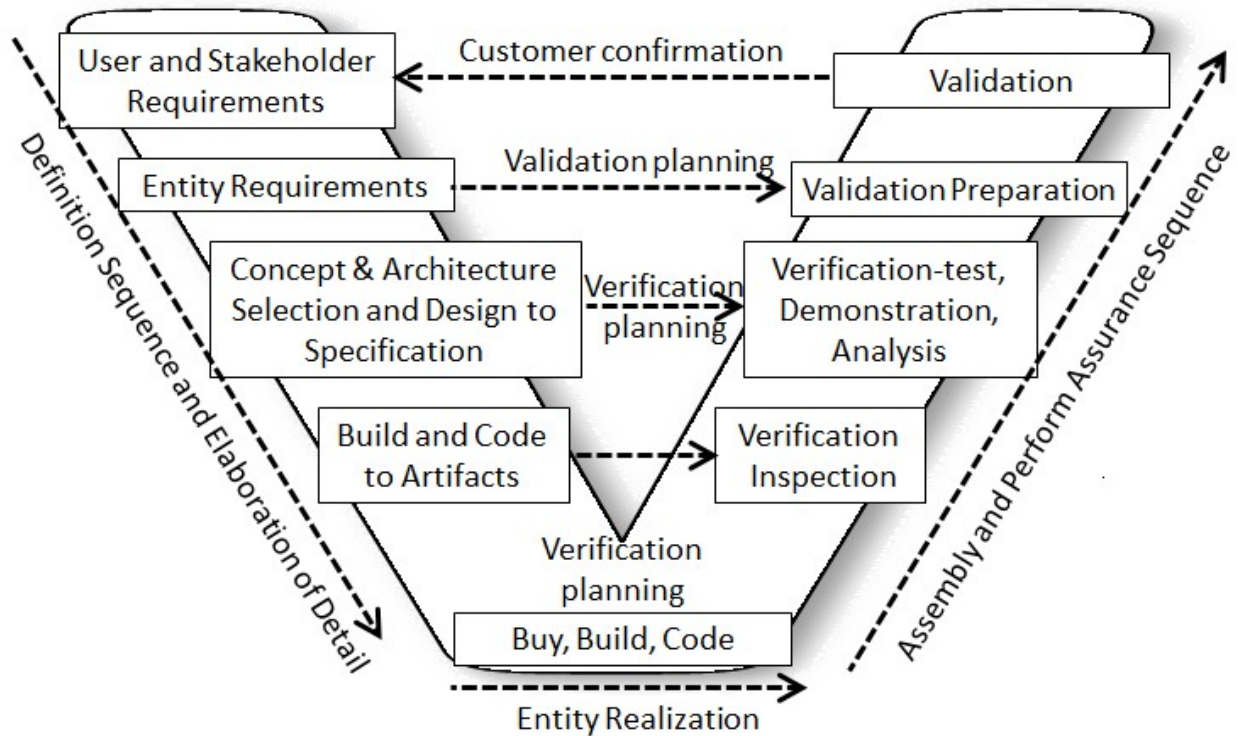 User and Stakeholder
Requirements
Customer confirmation
Validation
Entity Requirements
Validation planning
Validation Preparation
Concept & Architecture
Selection and Design to
Specification
Verification
planning
Verification-test,
Demonstration,
Analysis
Build and Code
to Artifacts
Verification
Inspection
Verification
planning
Buy, Build, Code
Entity Realization
Definition Sequence and Elaboration of Detail
Assembly and Perform Assurance Sequence